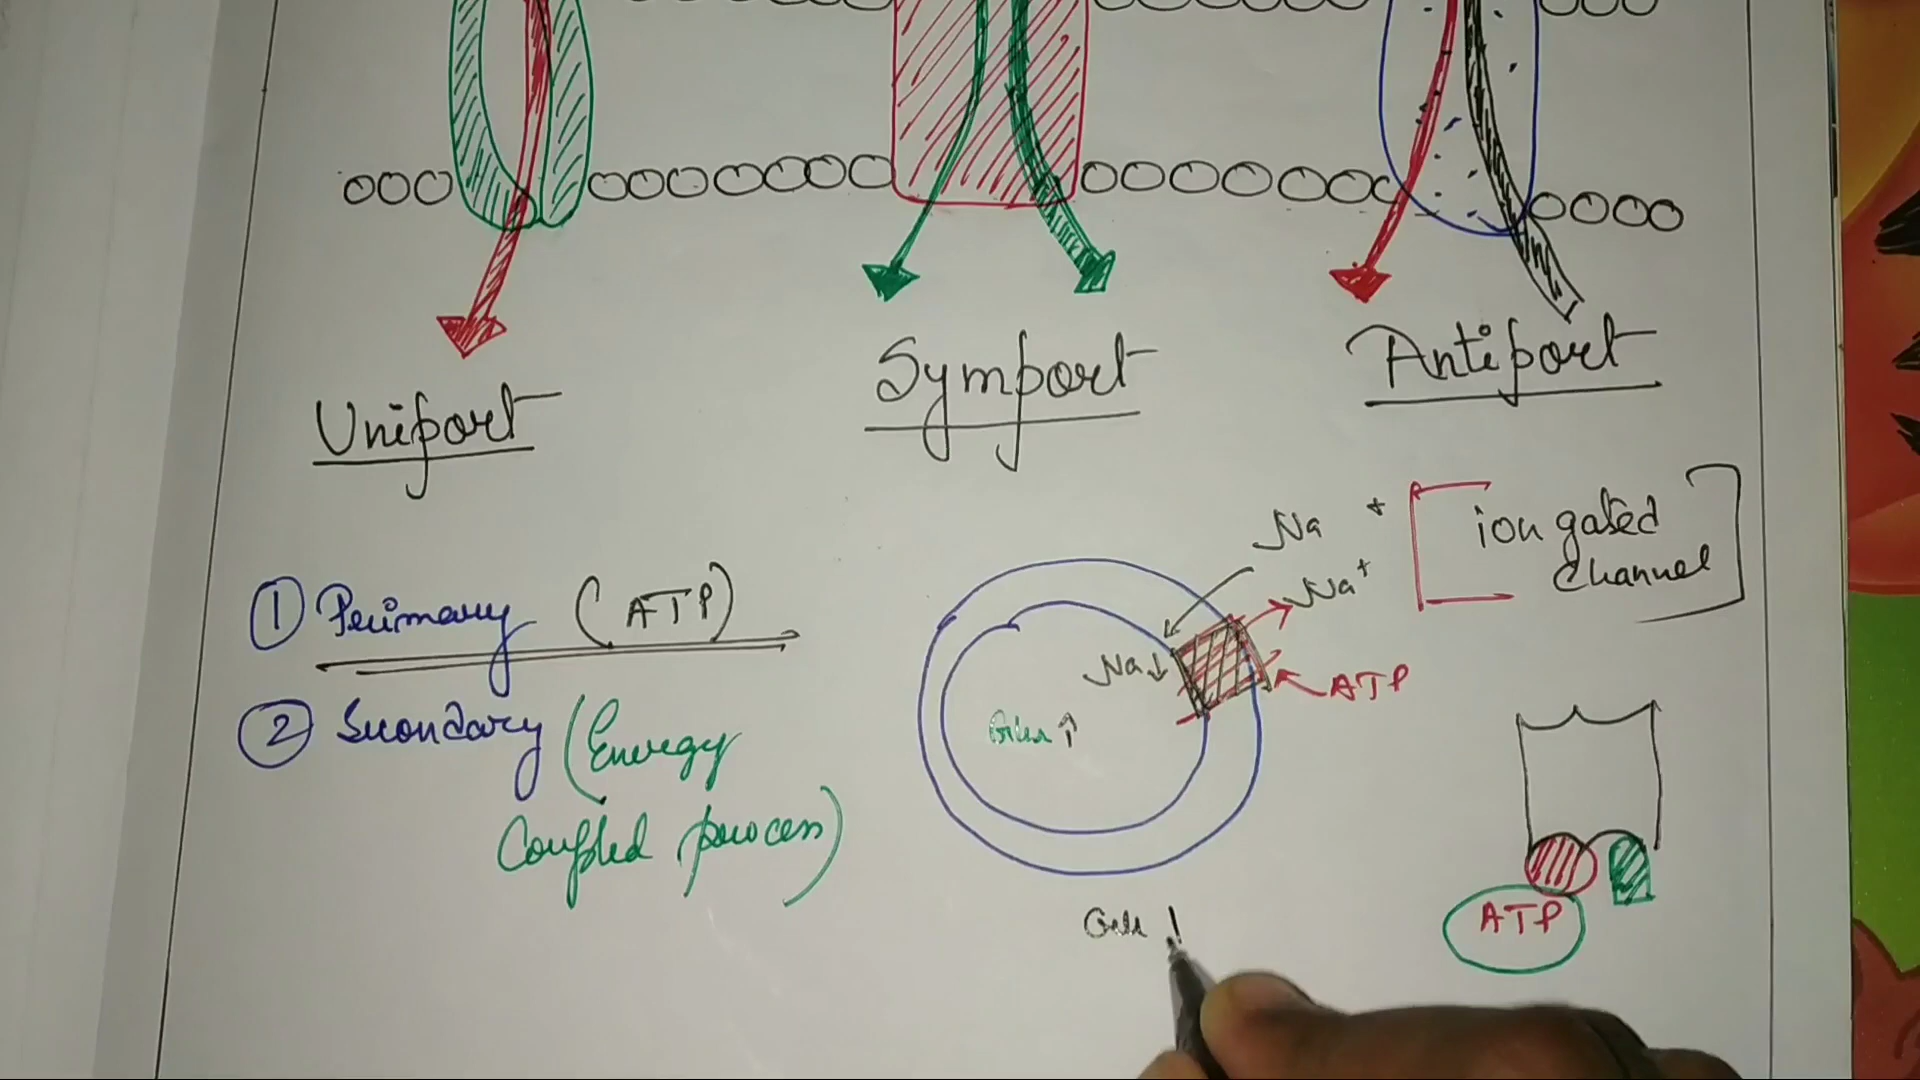 Uniport
Symport
Antiport
① Primary (ATP)
② Secondary (Energy
Coupled process)
Na +
Na+
[ion gated
channel]
Na↓
ATP
↑
ATP